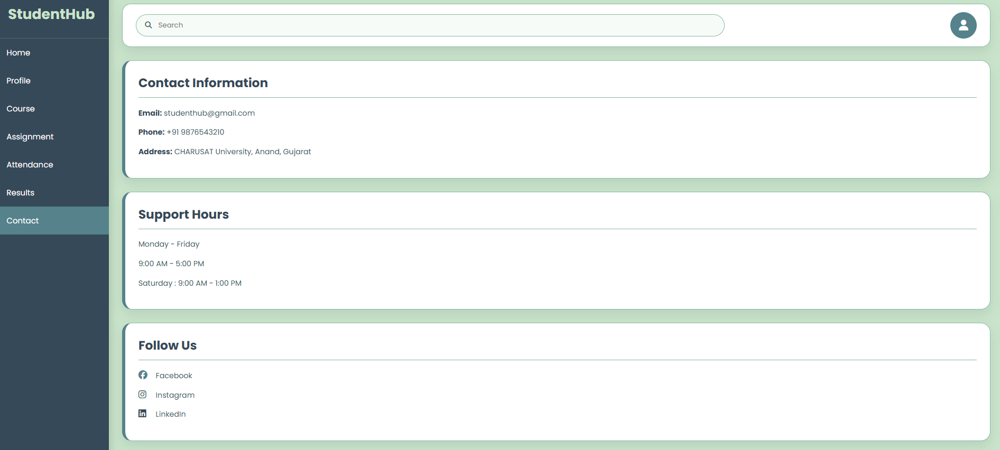 StudentHub
Home
Profile
Course
Assignment
Attendance
Results
Contact
Search
Contact Information
Email: studenthub@gmail.com
Phone: +91 9876543210
Address: CHARUSAT University, Anand, Gujarat
Support Hours
Monday - Friday
9:00 AM - 5:00 PM
Saturday : 9:00 AM - 1:00 PM
Follow Us
Facebook
Instagram
LinkedIn